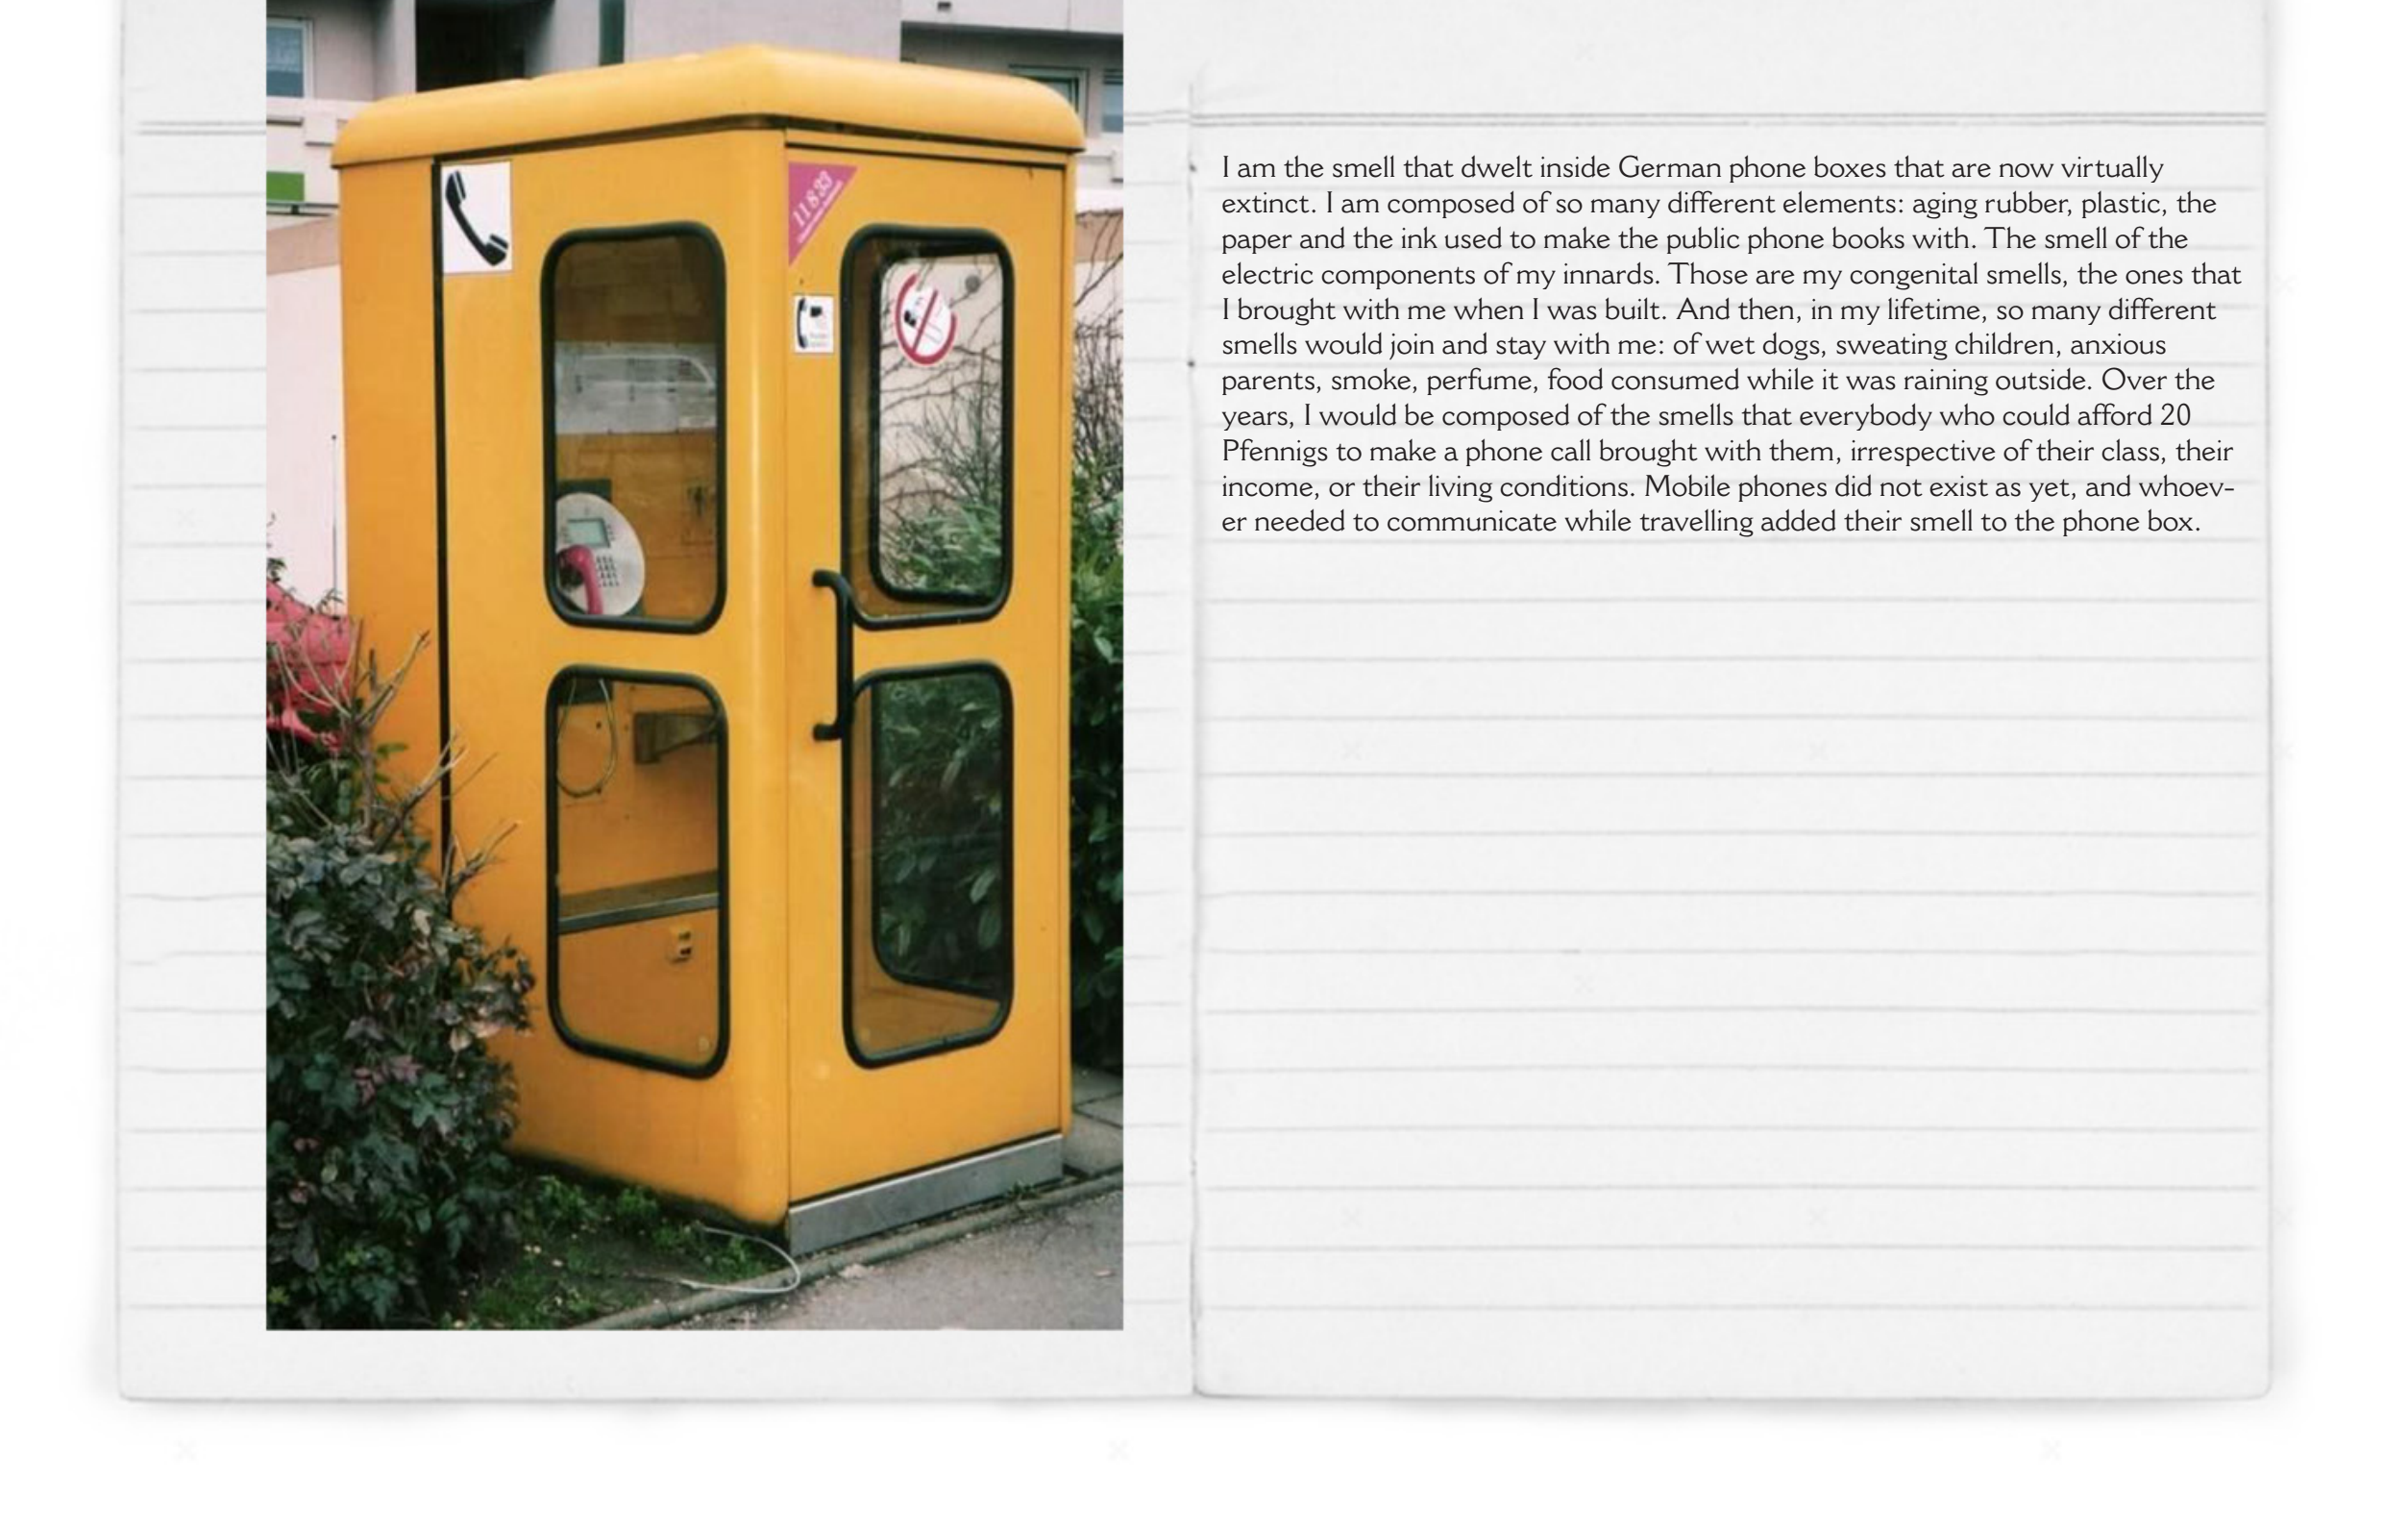 11833
I am the smell that dwelt inside German phone boxes that are now virtually
extinct. I am composed of so many different elements: aging rubber, plastic, the
paper and the ink used to make the public phone books with. The smell of the
electric components of my innards. Those are my congenital smells, the ones that
I brought with me when I was built. And then, in my lifetime, so many different
smells would join and stay with me: of wet dogs, sweating children, anxious
parents, smoke, perfume, food consumed while it was raining outside. Over the
years, I would be composed of the smells that everybody who could afford 20
Pfennigs to make a phone call brought with them, irrespective of their class, their
income, or their living conditions. Mobile phones did not exist as yet, and whoev-
er needed to communicate while travelling added their smell to the phone box.